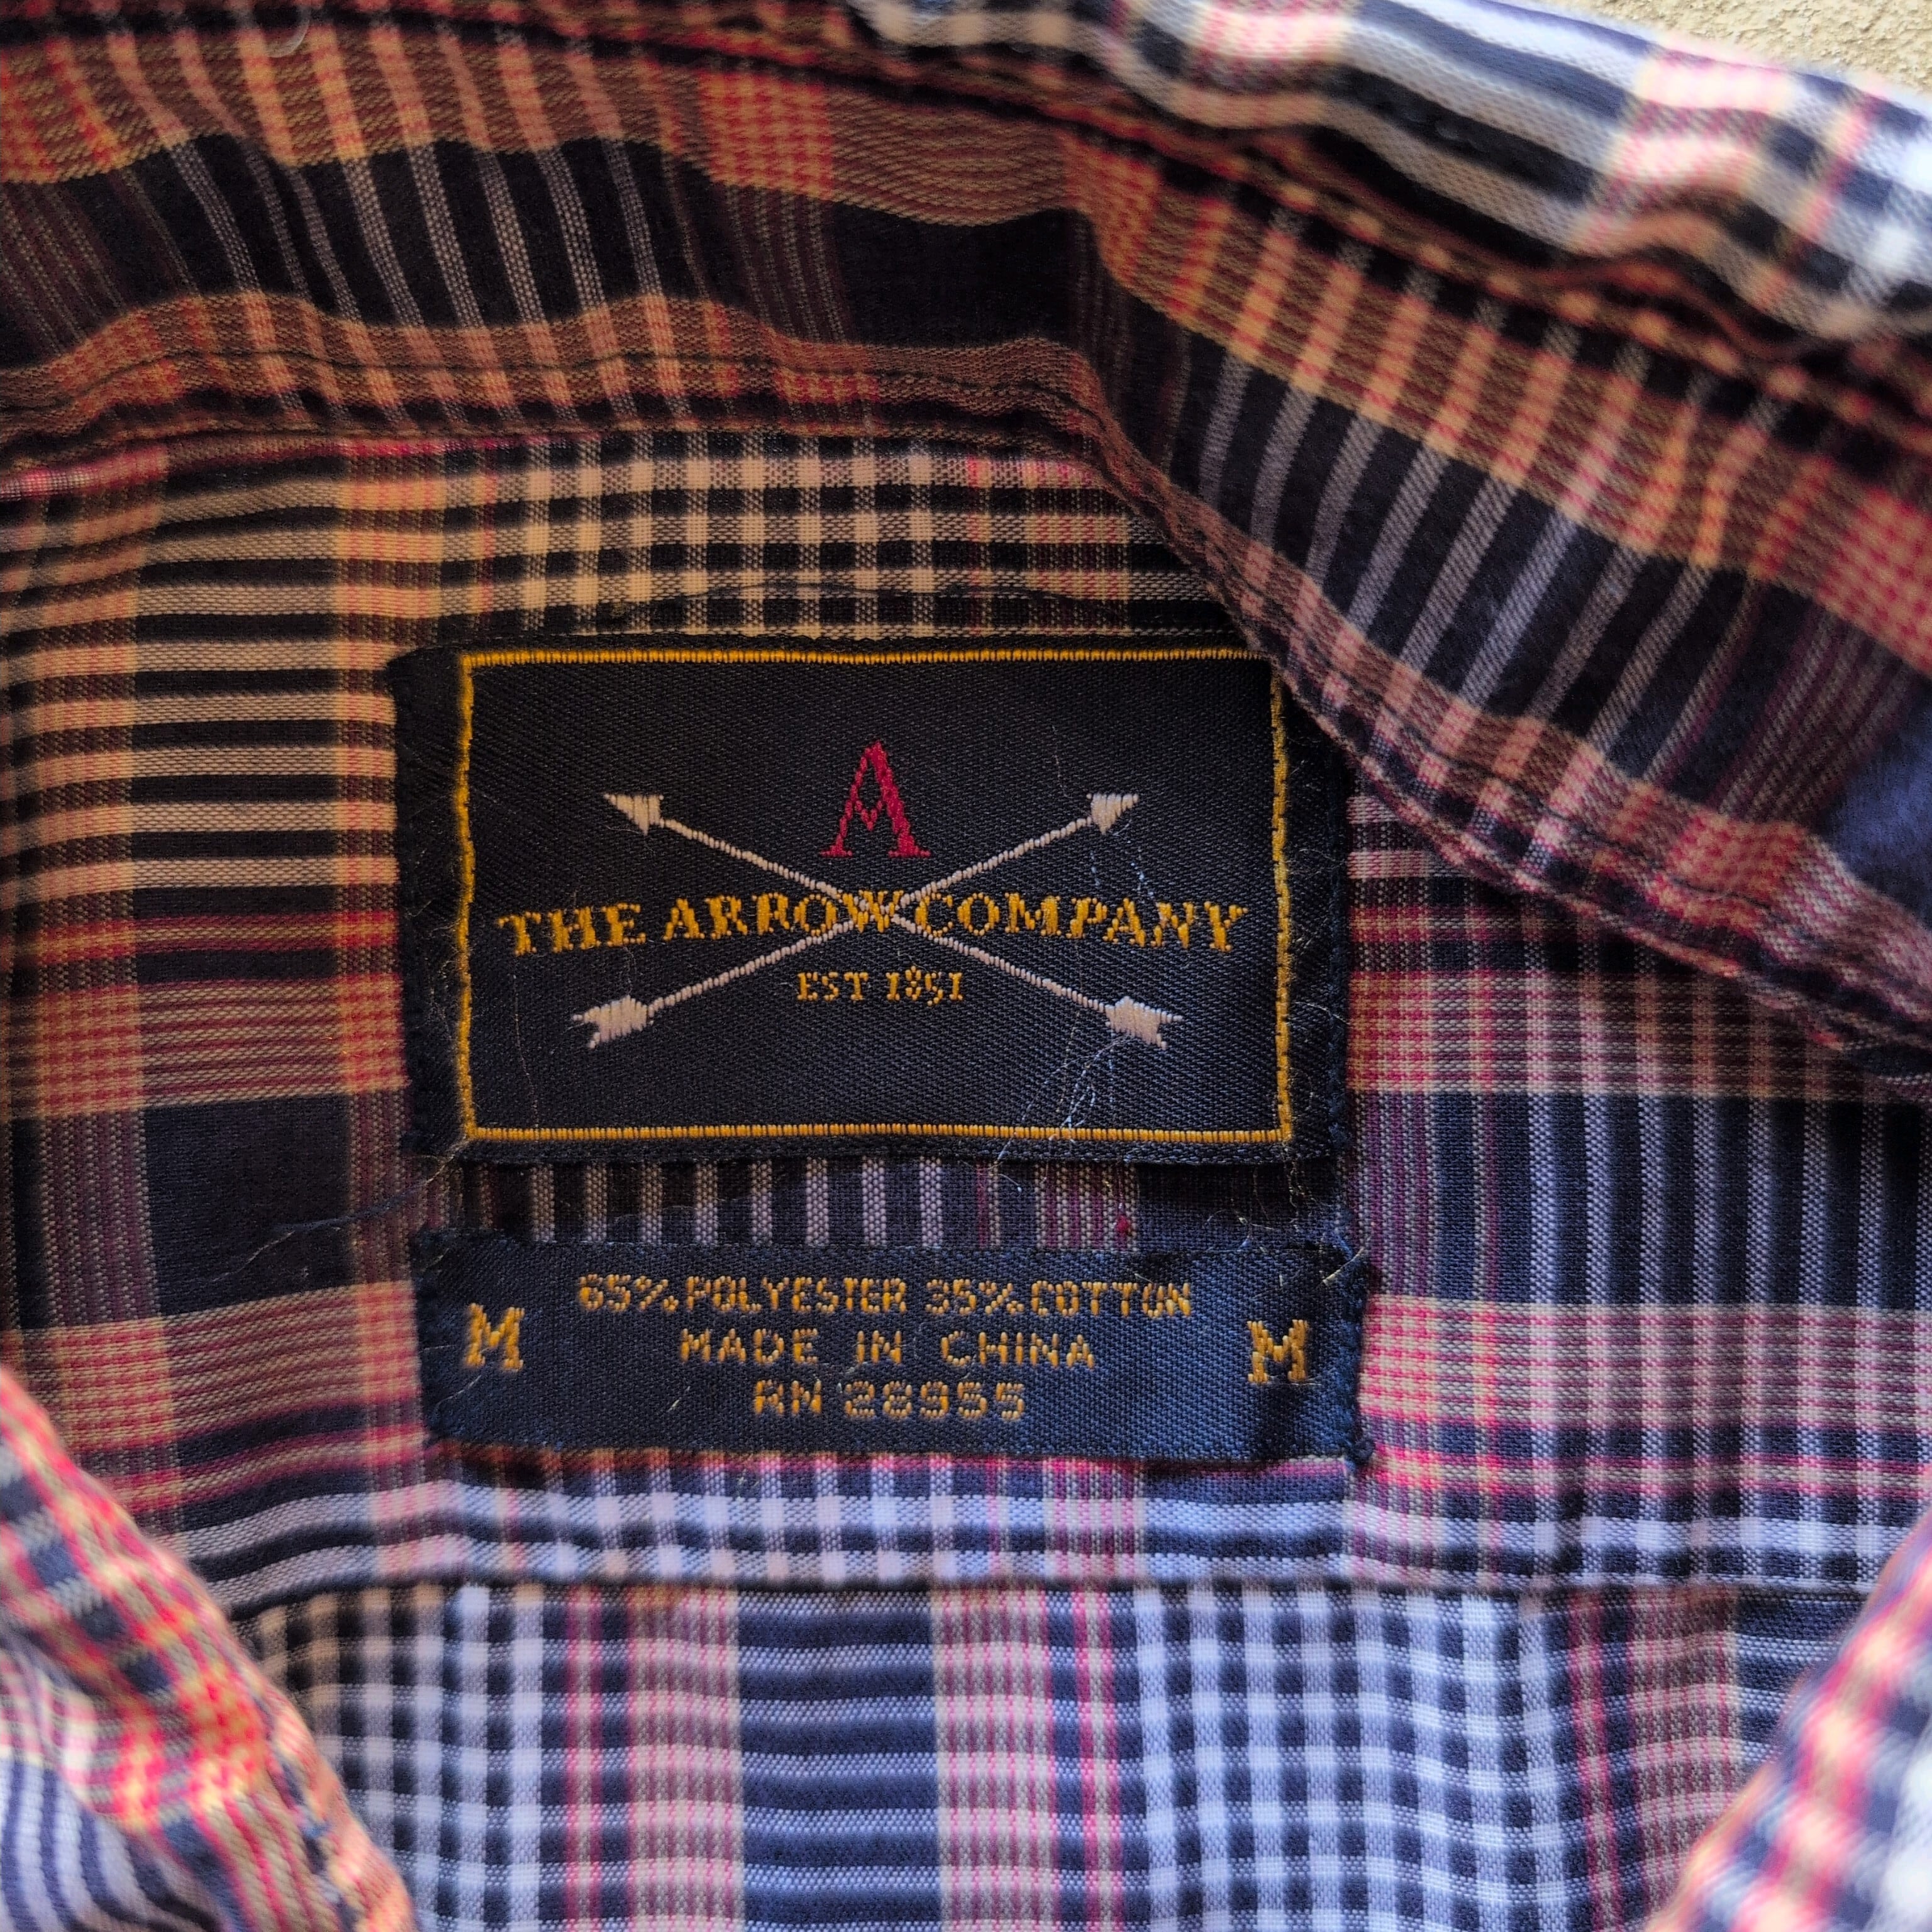 A
THE ARROW COMPANY
EST 1851
65% POLYESTER 35% COTTON
M MADE IN CHINA M
RN 28955